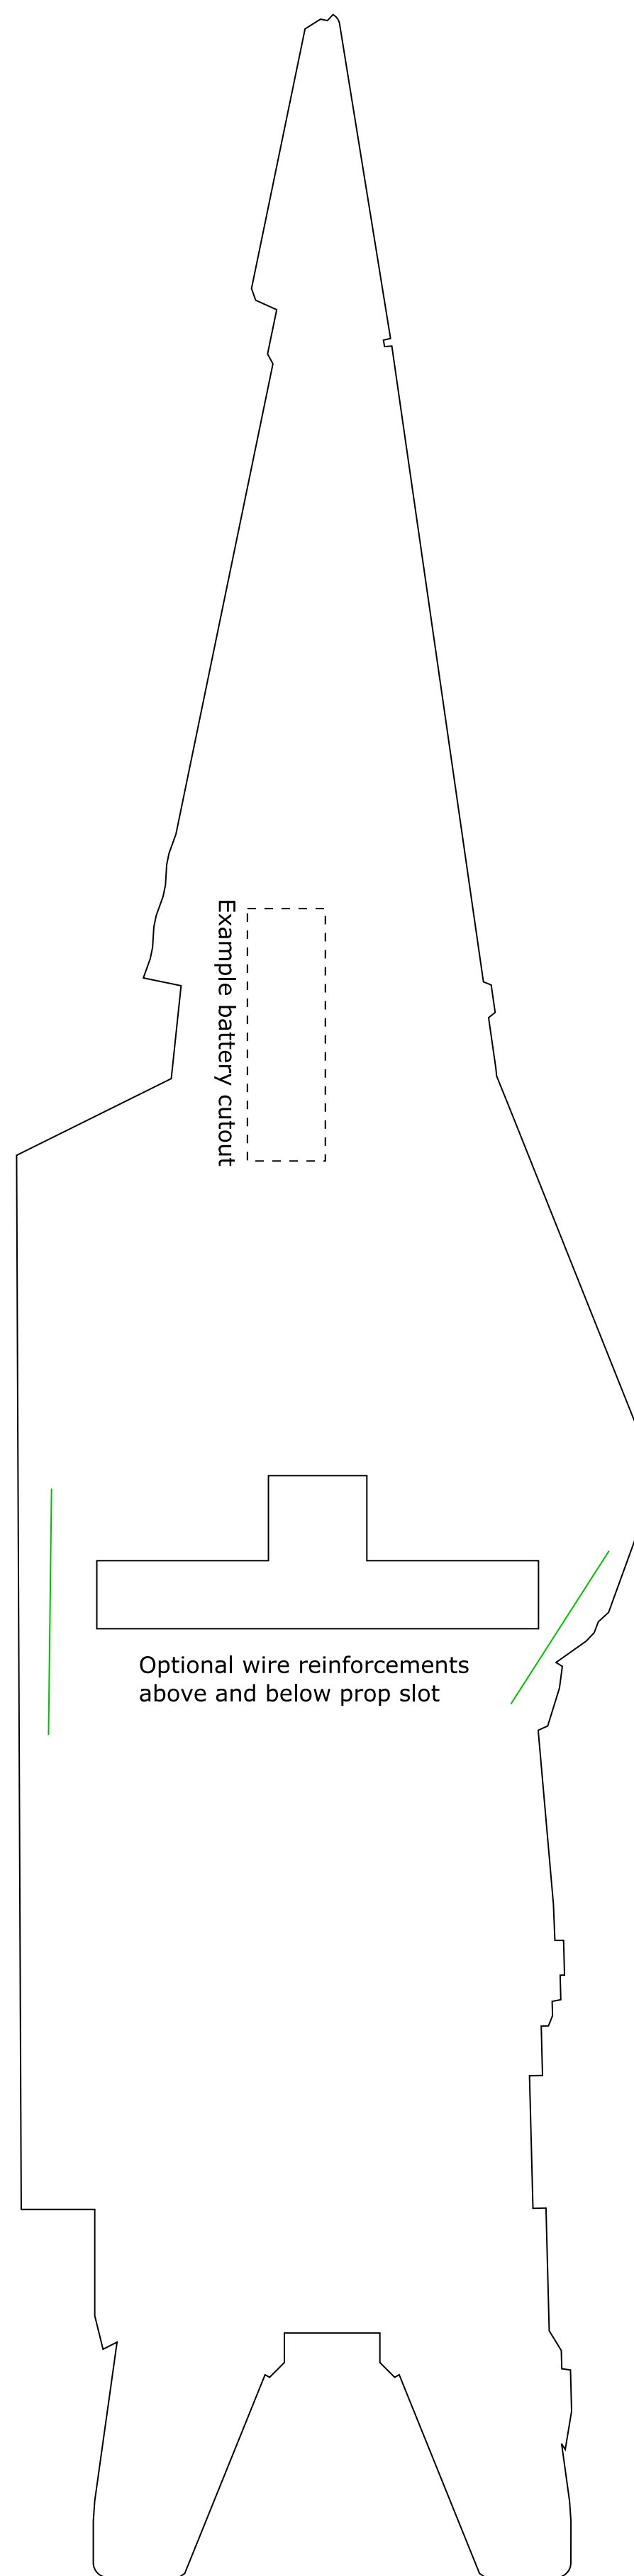 Example battery cutout
Optional wire reinforcements
above and below prop slot